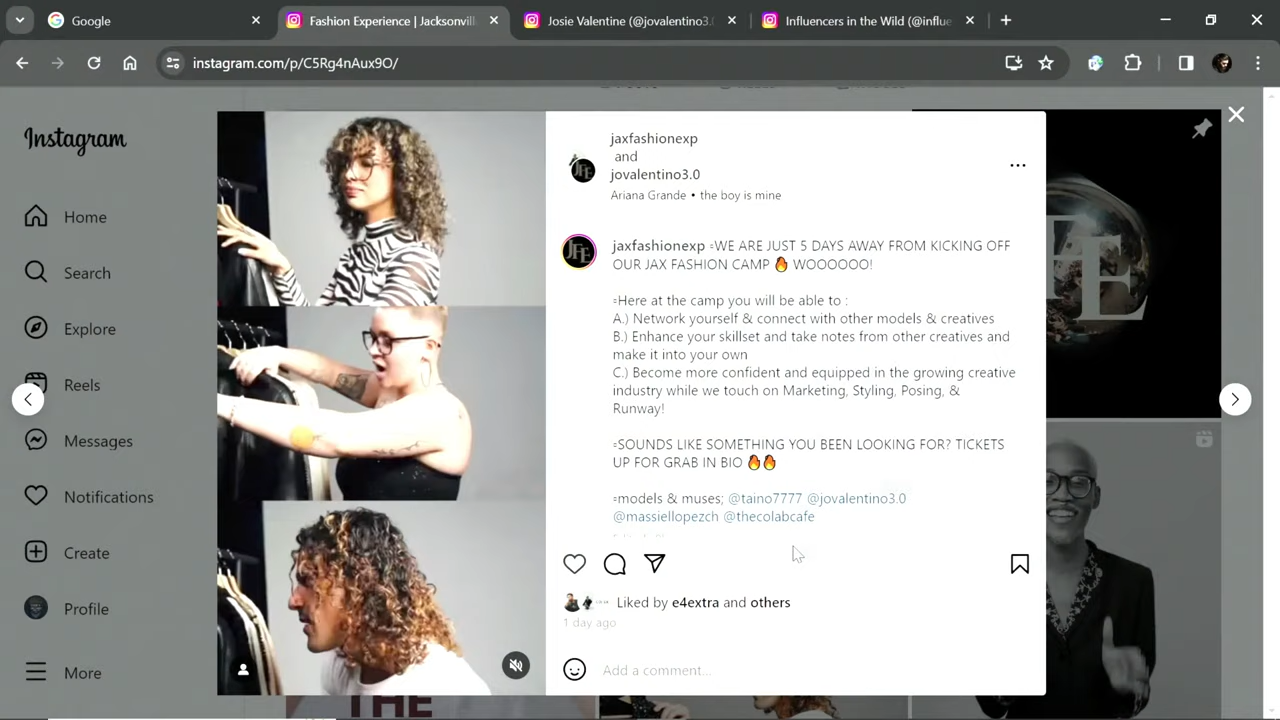 Google
Fashion Experience | Jacksonvill
Josie Valentine (@jovalentino3.0
Influencers in the Wild (@influe
instagram.com/p/C5Rg4nAux9O/
Instagram
Home
Search
Explore
Reels
Messages
Notifications
Create
Profile
More
jaxfashionexp
and
jovalentino3.0
Ariana Grande • the boy is mine
jaxfashionexp ▫️WE ARE JUST 5 DAYS AWAY FROM KICKING OFF
OUR JAX FASHION CAMP 🔥 WOOOOOO!
▫️Here at the camp you will be able to :
A.) Network yourself & connect with other models & creatives
B.) Enhance your skillset and take notes from other creatives and
make it into your own
C.) Become more confident and equipped in the growing creative
industry while we touch on Marketing, Styling, Posing, &
Runway!
▫️SOUNDS LIKE SOMETHING YOU BEEN LOOKING FOR? TICKETS
UP FOR GRAB IN BIO 🔥🔥
▫️models & muses; @taino7777 @jovalentino3.0
@massiellopezch @thecolabcafe
Liked by e4extra and others
1 day ago
Add a comment...
JFE
THE